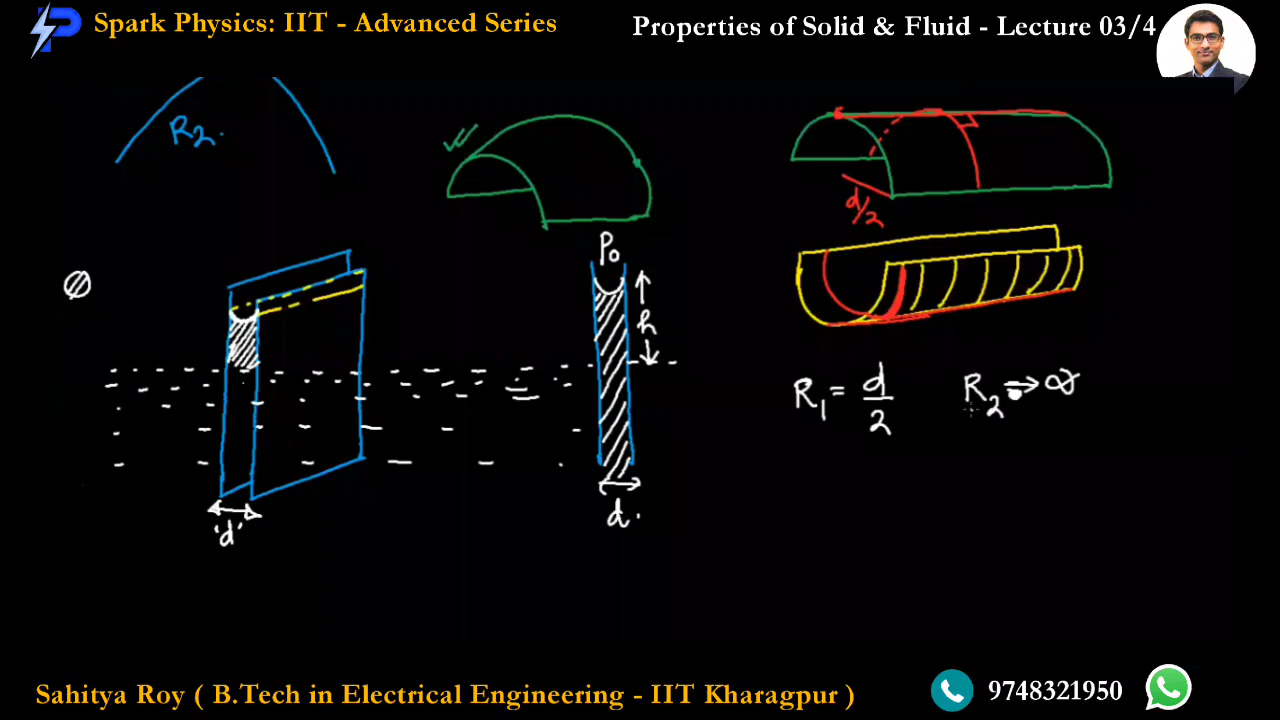 Spark Physics: IIT - Advanced Series
Properties of Solid & Fluid - Lecture 03/4
R2.
d/2
P0
h
R1 = d/2
R2 → ∞
'd'
d.
Sahitya Roy ( B.Tech in Electrical Engineering - IIT Kharagpur )
9748321950